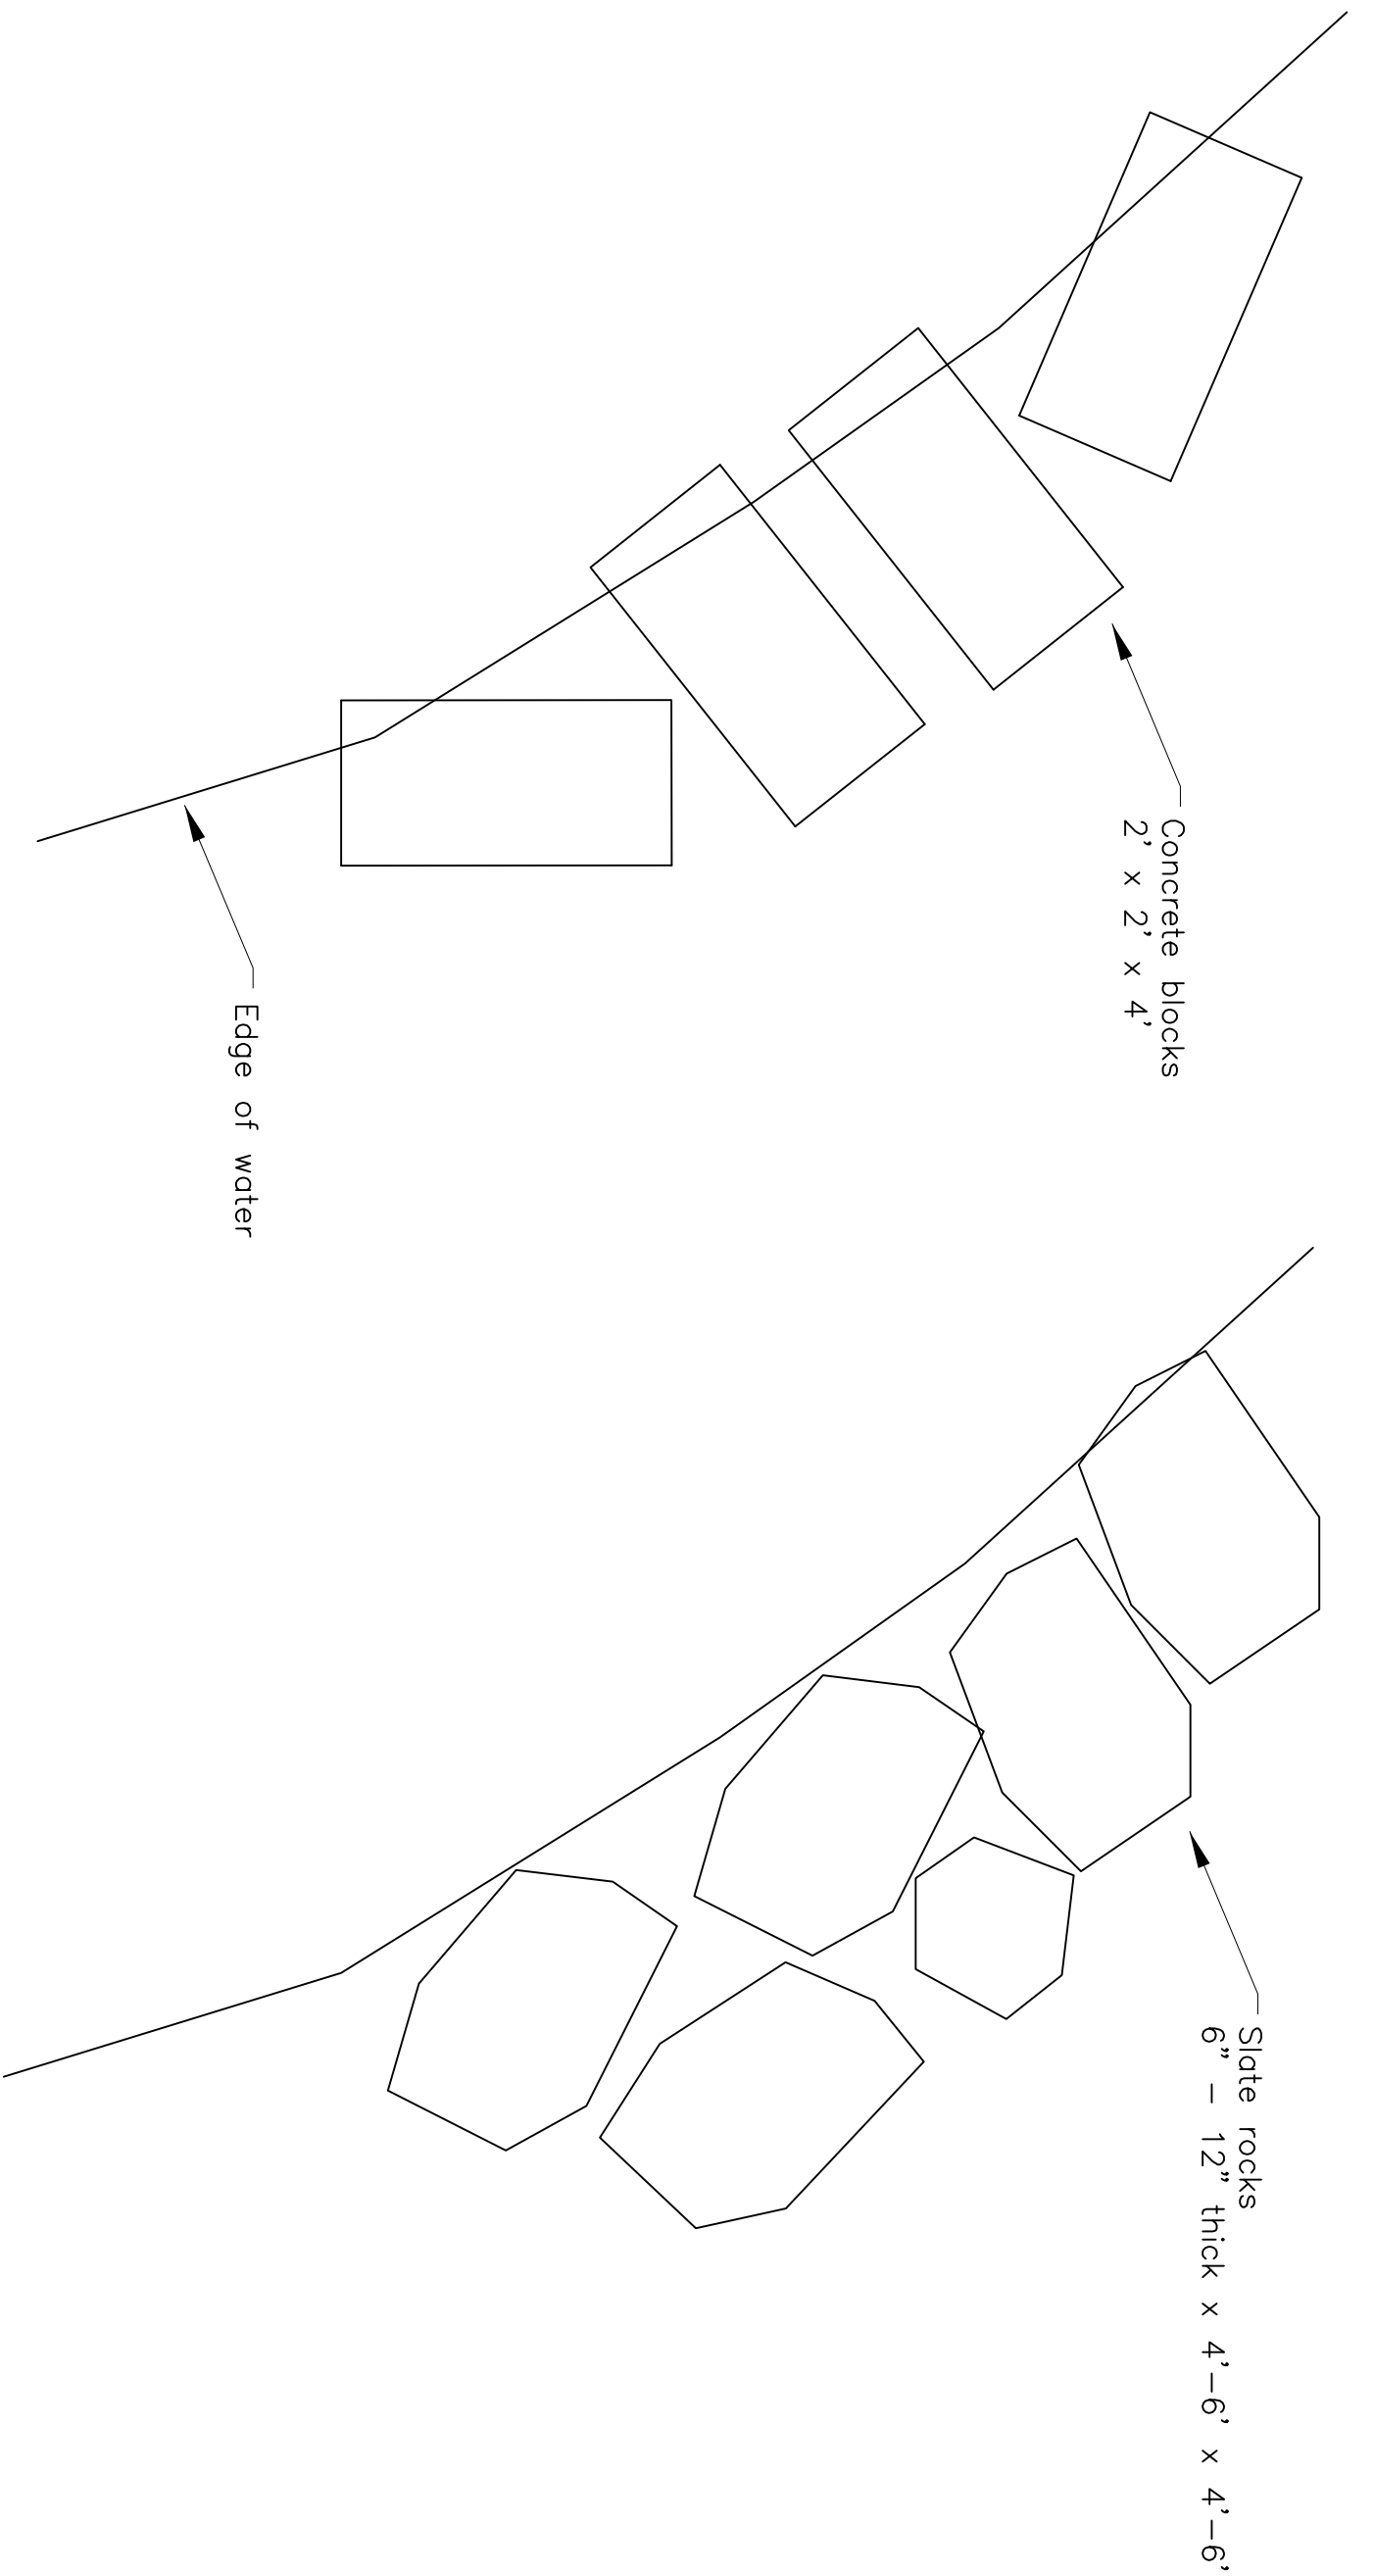 Concrete blocks
2' x 2' x 4'
Edge of water
Slate rocks
6" - 12" thick x 4'-6' x 4'-6'